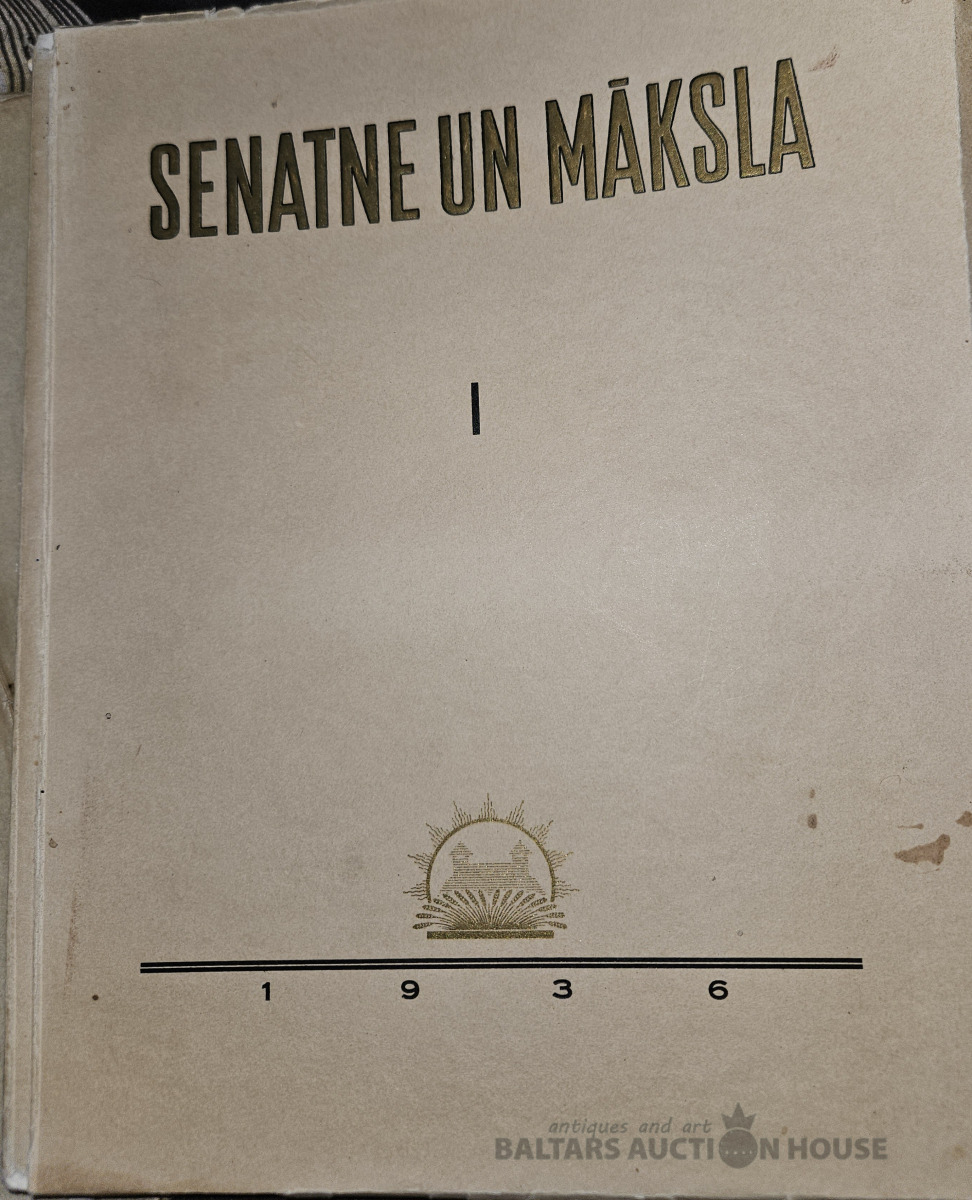 SENATNE UN MĀKSLA
I
1 9 3 6
antiques and art
BALTARS AUCTION HOUSE